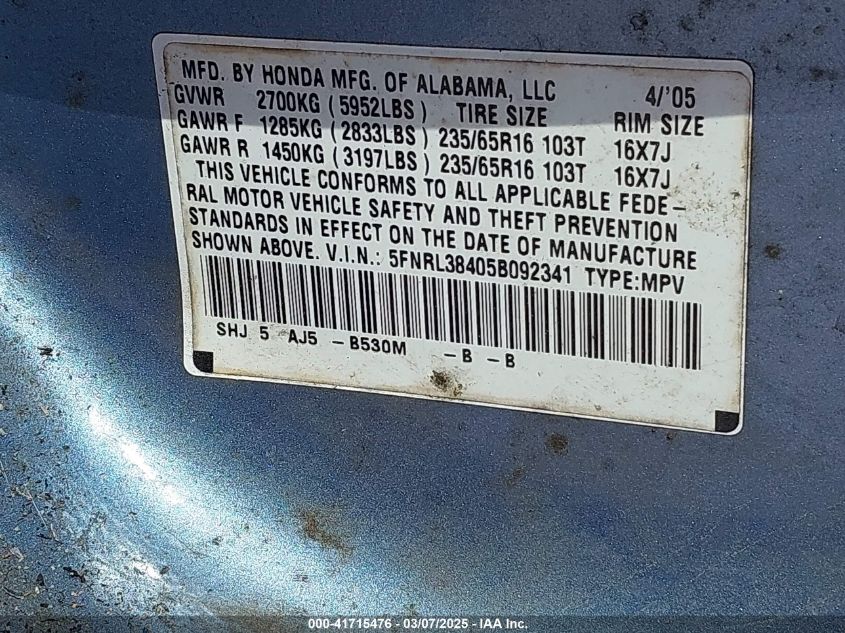 MFD. BY HONDA MFG. OF ALABAMA, LLC 4/'05
GVWR 2700KG (5952LBS) TIRE SIZE RIM SIZE
GAWR F 1285KG (2833LBS) 235/65R16 103T 16X7J
GAWR R 1450KG (3197LBS) 235/65R16 103T 16X7J
THIS VEHICLE CONFORMS TO ALL APPLICABLE FEDE-
RAL MOTOR VEHICLE SAFETY AND THEFT PREVENTION
STANDARDS IN EFFECT ON THE DATE OF MANUFACTURE
SHOWN ABOVE. V.I.N.: 5FNRL38405B092341 TYPE:MPV
SHJ 5 AJ5 -B530M -B -B
000-41715476 - 03/07/2025 - IAA Inc.